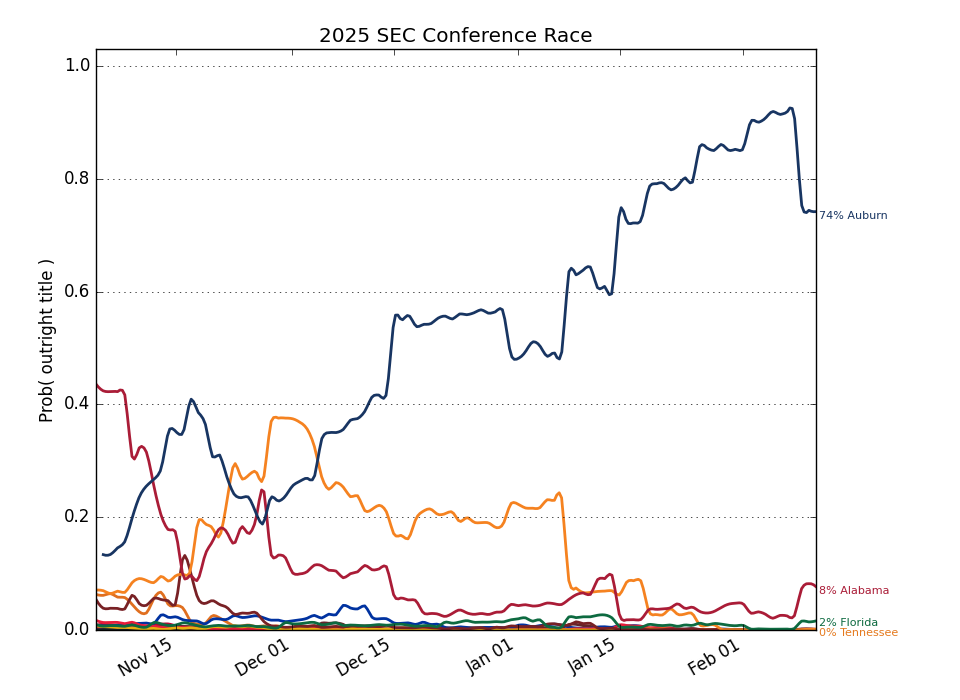 2025 SEC Conference Race
Prob( outright title )
1.0
0.8
0.6
0.4
0.2
0.0
Nov 15
Dec 01
Dec 15
Jan 01
Jan 15
Feb 01
74% Auburn
8% Alabama
2% Florida
0% Tennessee